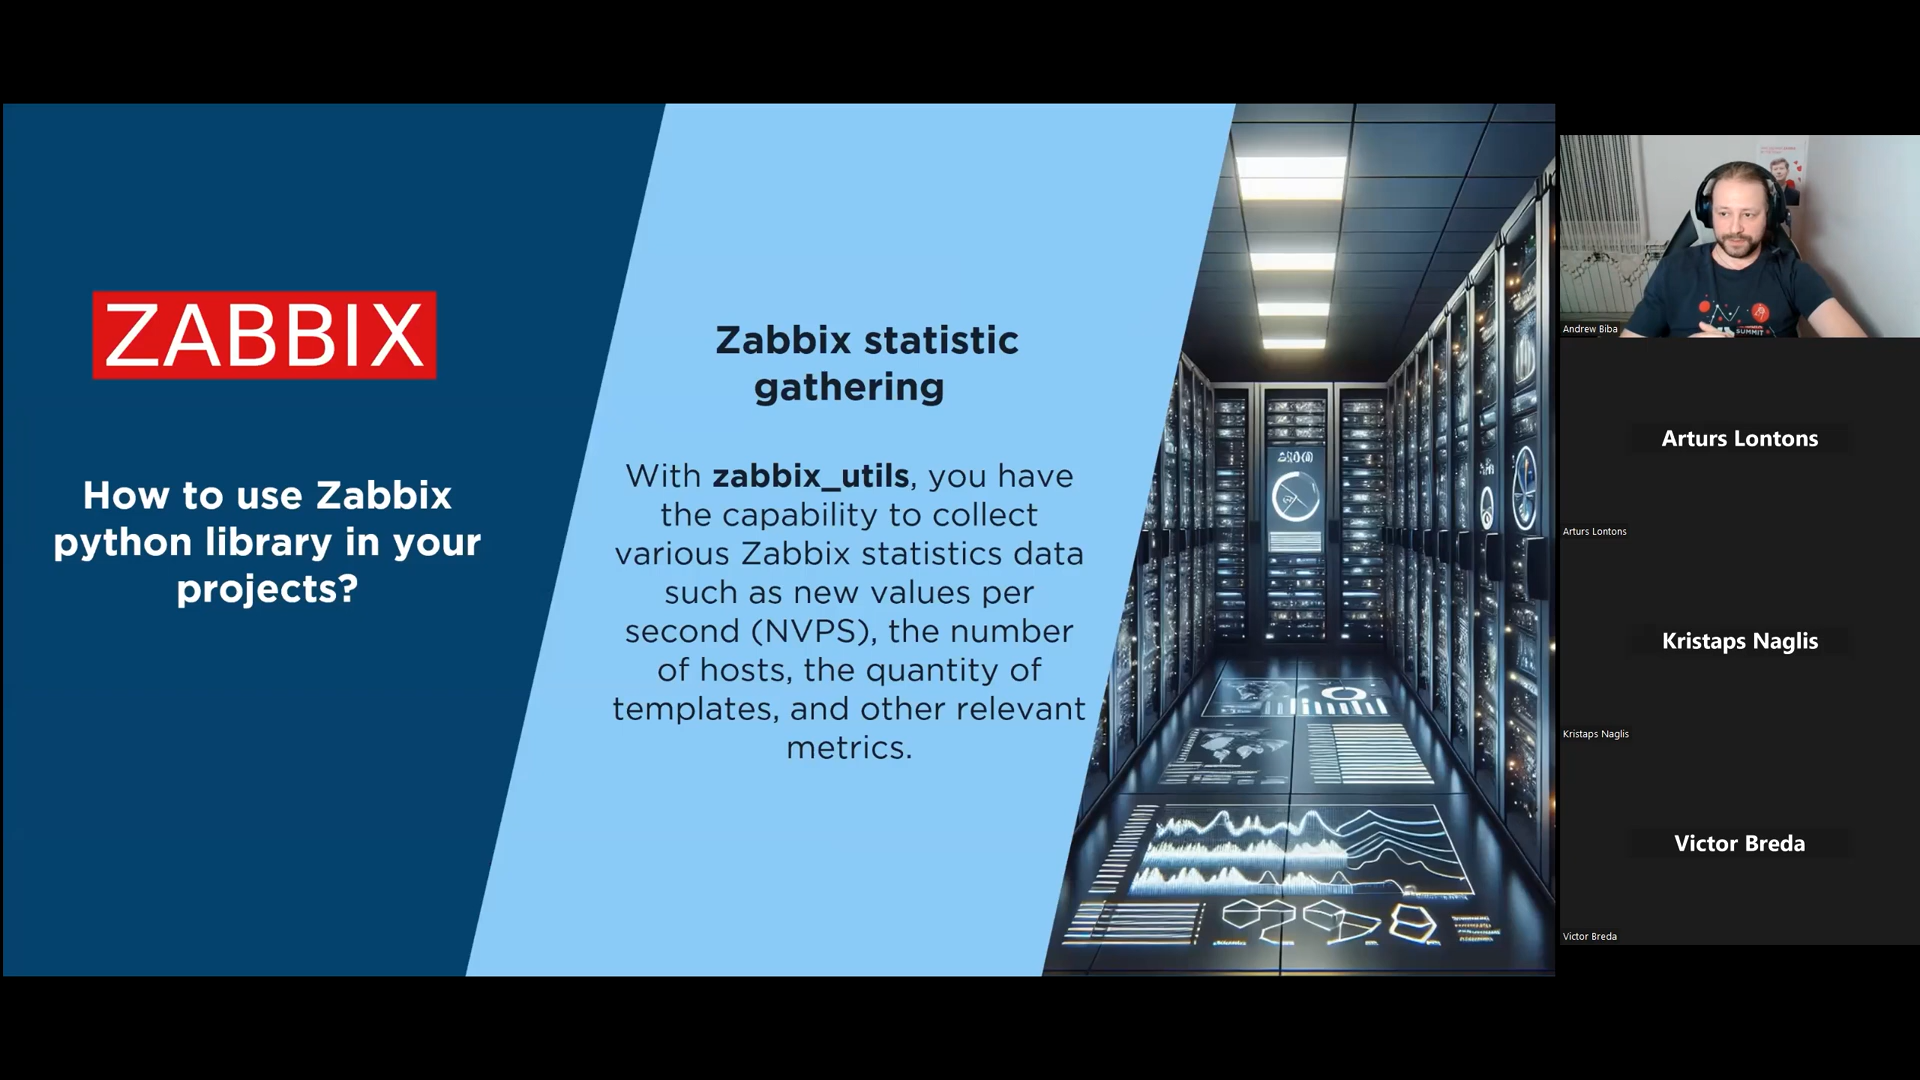 ZABBIX
How to use Zabbix
python library in your
projects?
Zabbix statistic
gathering
With zabbix_utils, you have
the capability to collect
various Zabbix statistics data
such as new values per
second (NVPS), the number
of hosts, the quantity of
templates, and other relevant
metrics.
SUMMIT
Andrew Biba
Arturs Lontons
Arturs Lontons
Kristaps Naglis
Kristaps Naglis
Victor Breda
Victor Breda